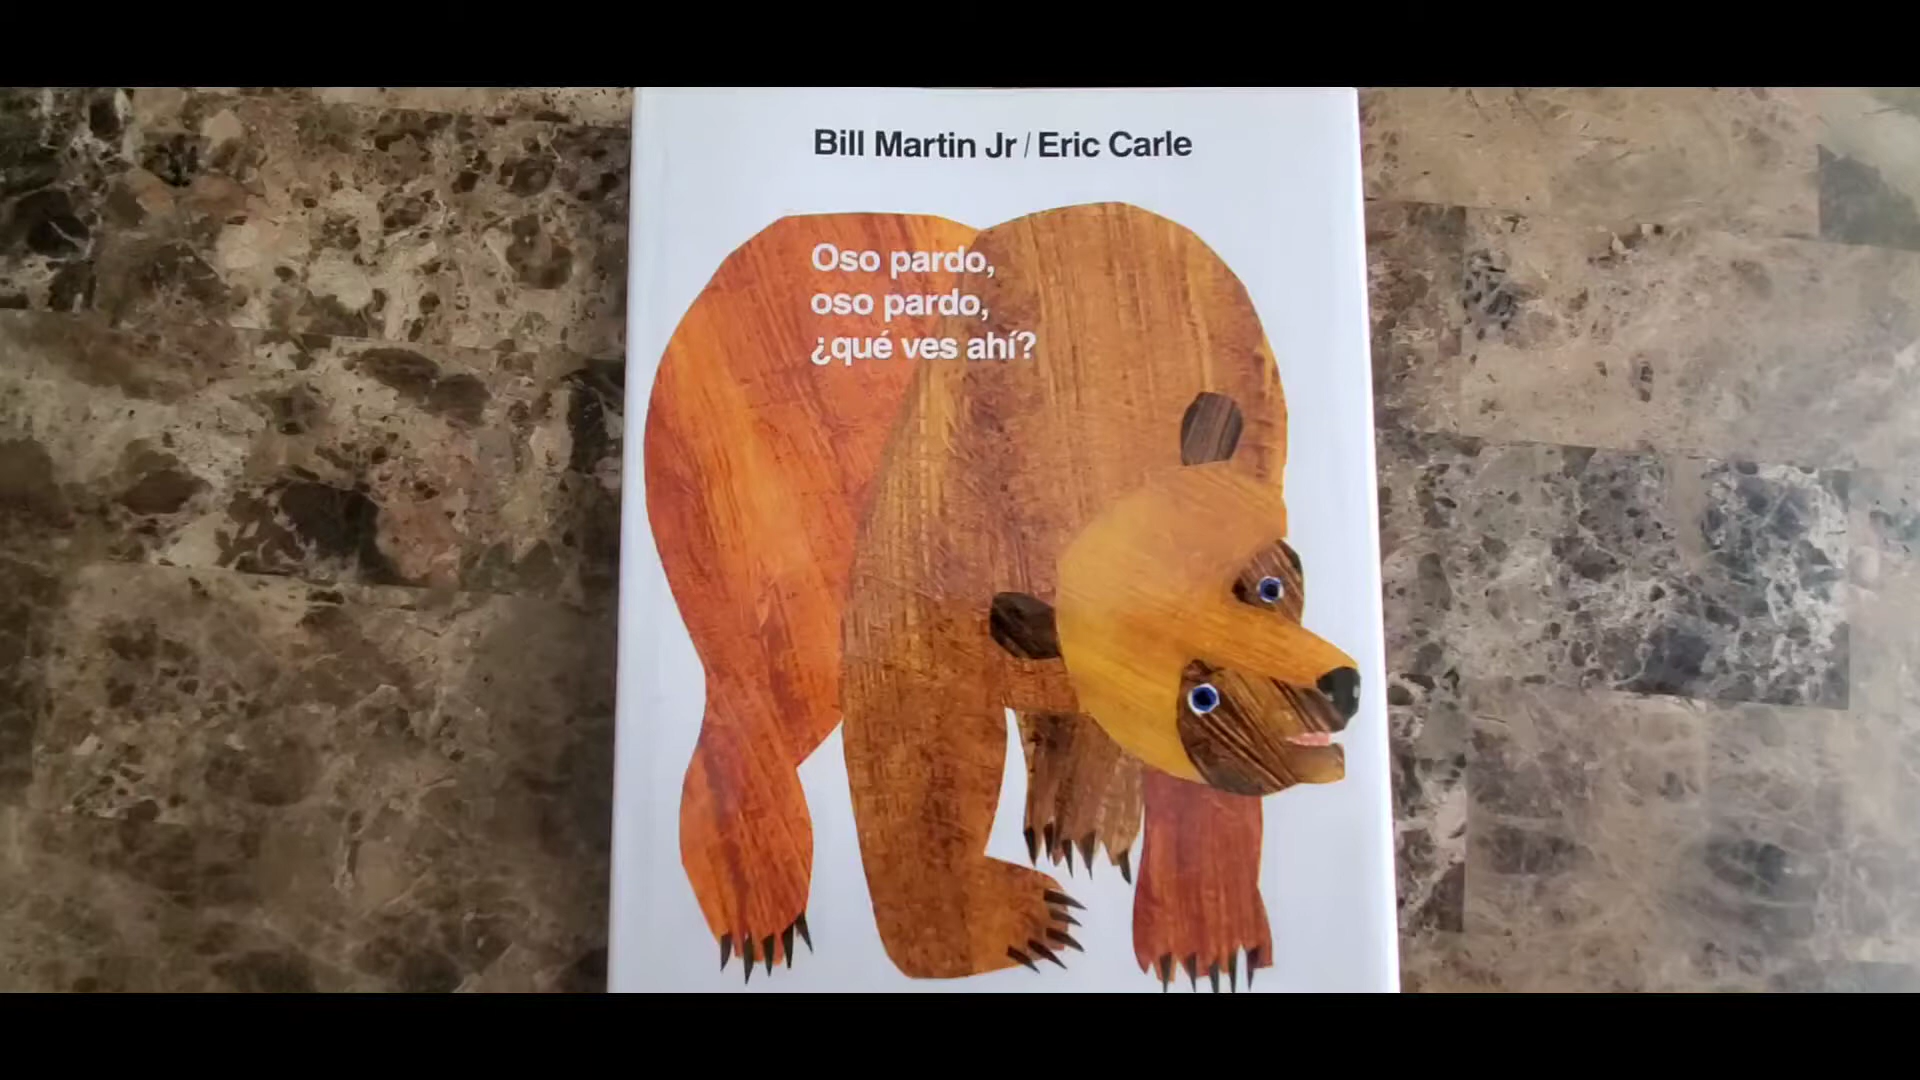 Bill Martin Jr / Eric Carle
Oso pardo,
oso pardo,
¿qué ves ahí?